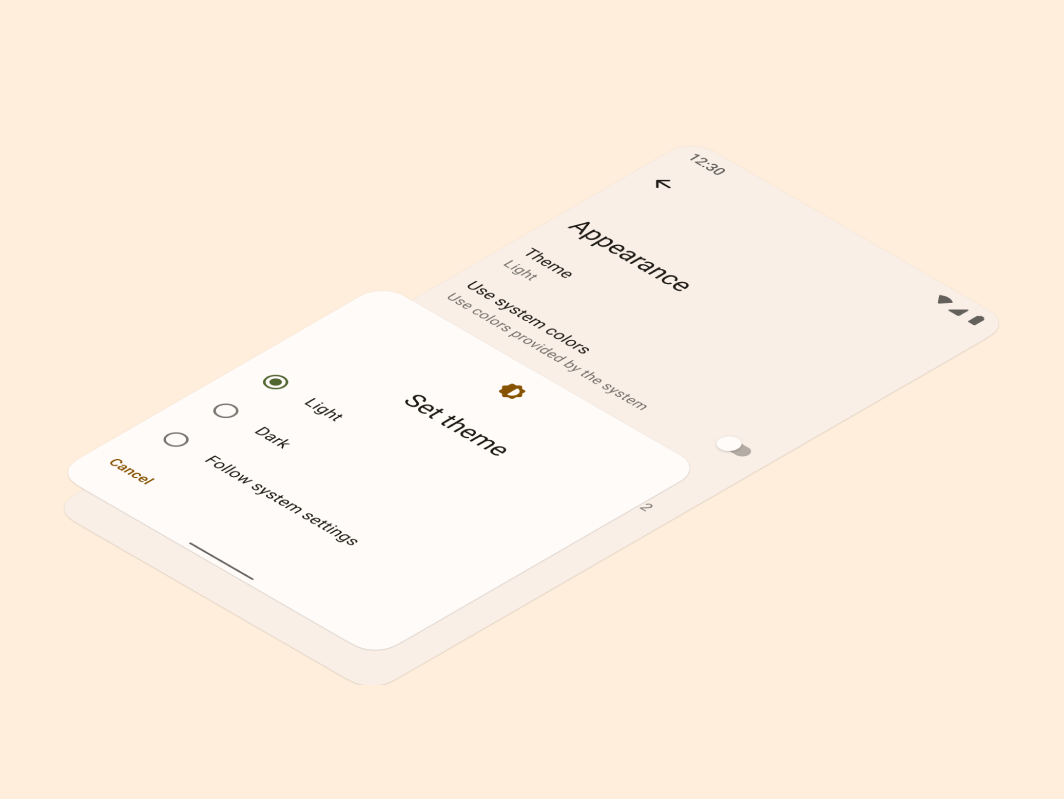 12:30
Appearance
Theme
Light
Use system colors
Use colors provided by the system
2
Set theme
Light
Dark
Follow system settings
Cancel